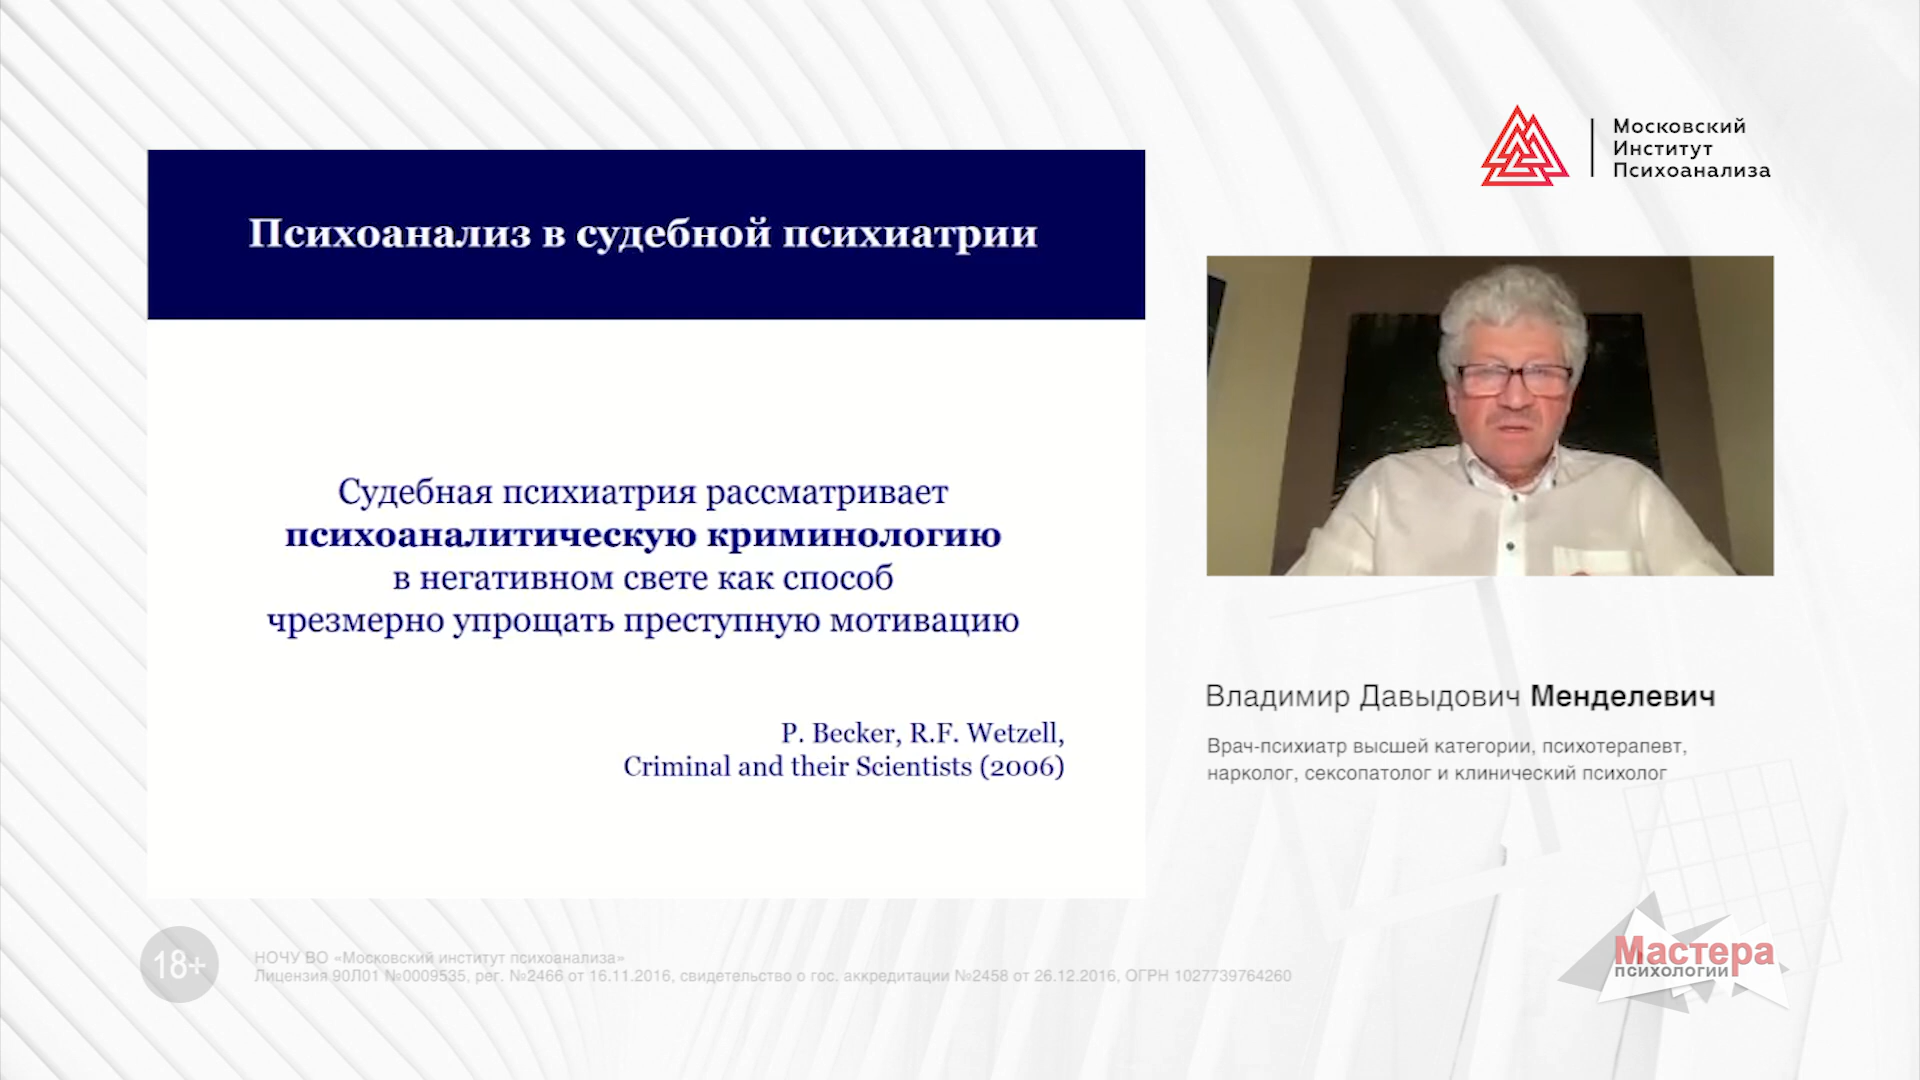 Московский
Институт
Психоанализа
Психоанализ в судебной психиатрии
Судебная психиатрия рассматривает
психоаналитическую криминологию
в негативном свете как способ
чрезмерно упрощать преступную мотивацию
P. Becker, R.F. Wetzell,
Criminal and their Scientists (2006)
Владимир Давыдович Менделевич
Врач-психиатр высшей категории, психотерапевт,
нарколог, сексопатолог и клинический психолог
18+
НОЧУ ВО «Московский институт психоанализа»
Лицензия 90Л01 №0009535, рег. №2466 от 16.11.2016, свидетельство о гос. аккредитации №2458 от 26.12.2016, ОГРН 1027739764260
Мастера
психологии